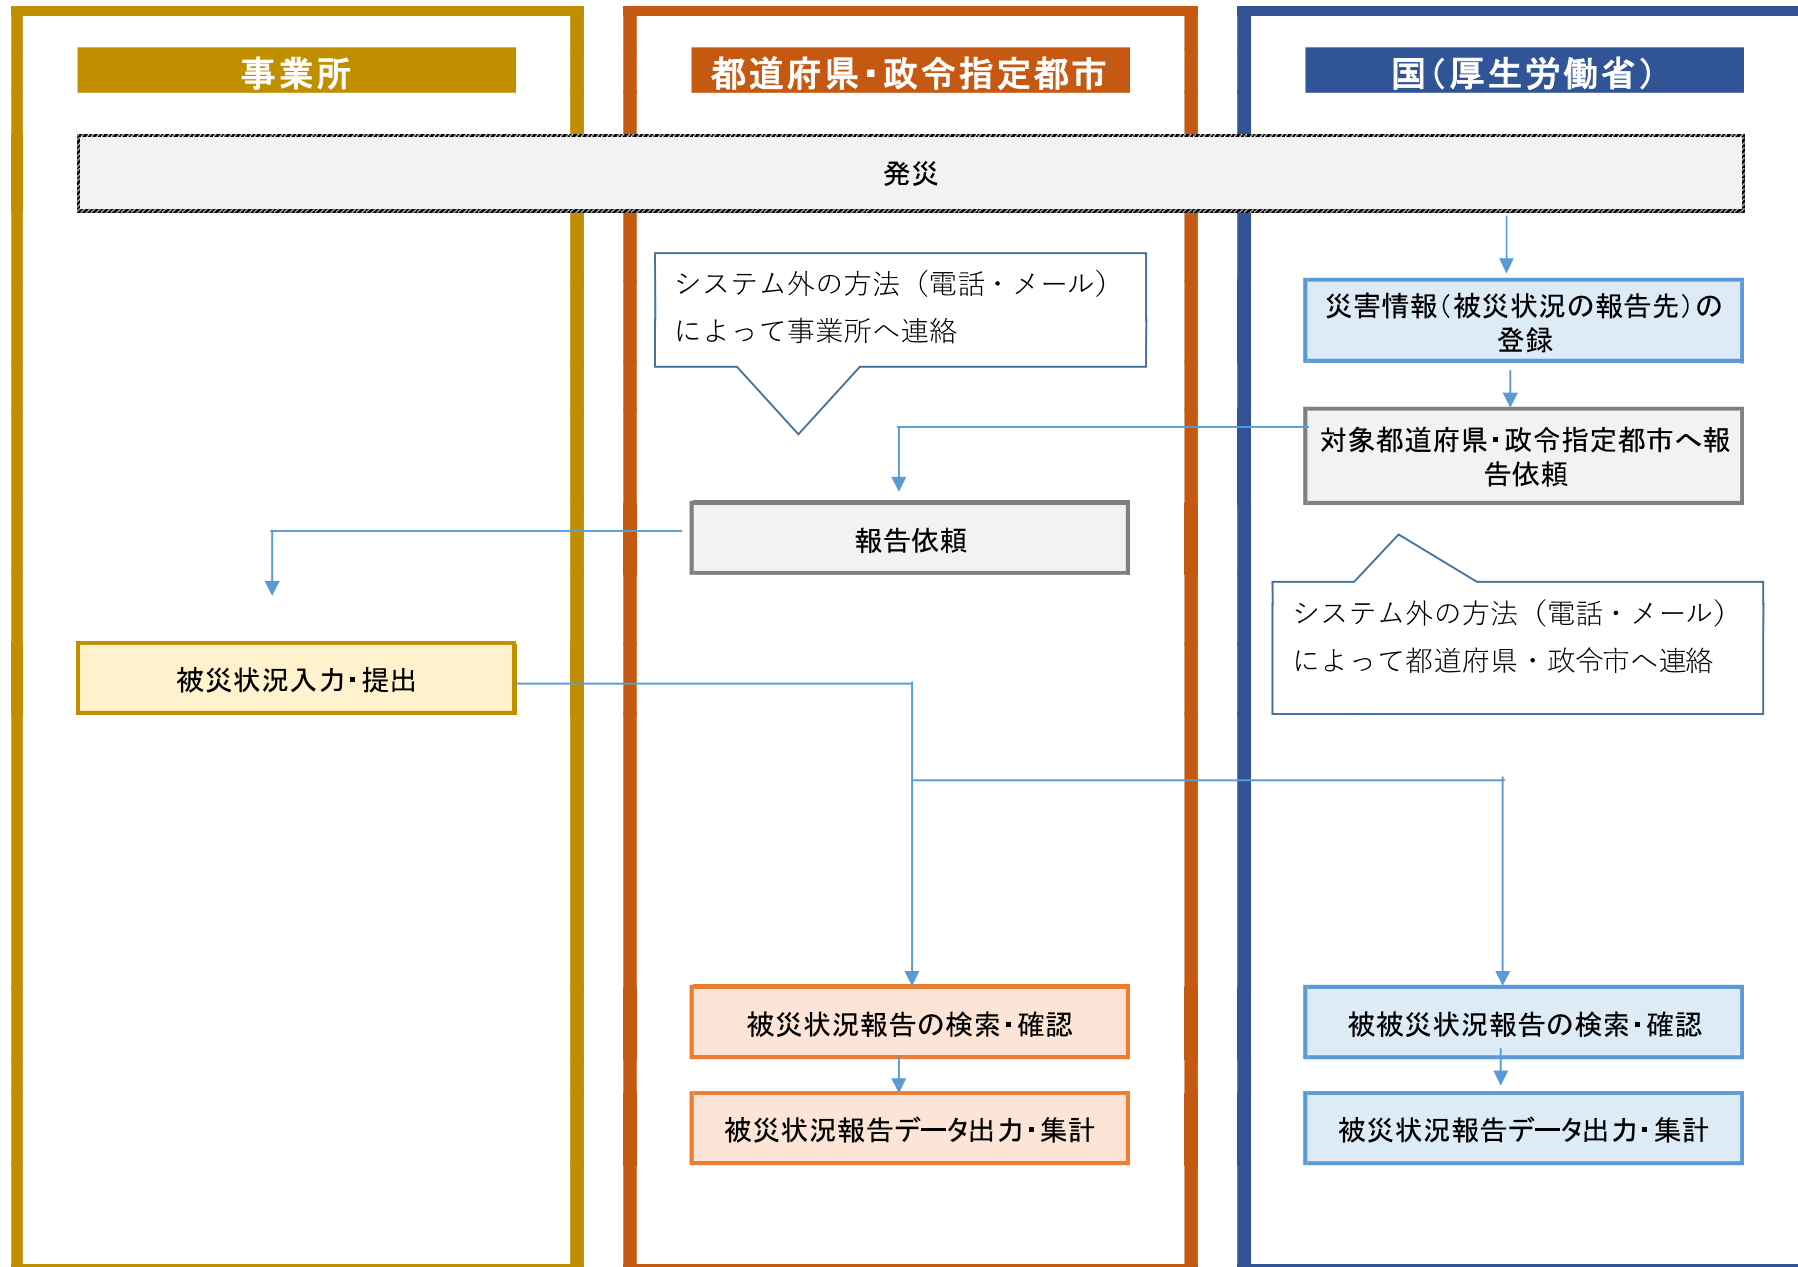 事業所
都道府県・政令指定都市
国（厚生労働省）
発災
システム外の方法（電話・メール）
によって事業所へ連絡
災害情報（被災状況の報告先）の
登録
対象都道府県・政令指定都市へ報
告依頼
報告依頼
システム外の方法（電話・メール）
によって都道府県・政令市へ連絡
被災状況入力・提出
被災状況報告の検索・確認
被被災状況報告の検索・確認
被災状況報告データ出力・集計
被災状況報告データ出力・集計